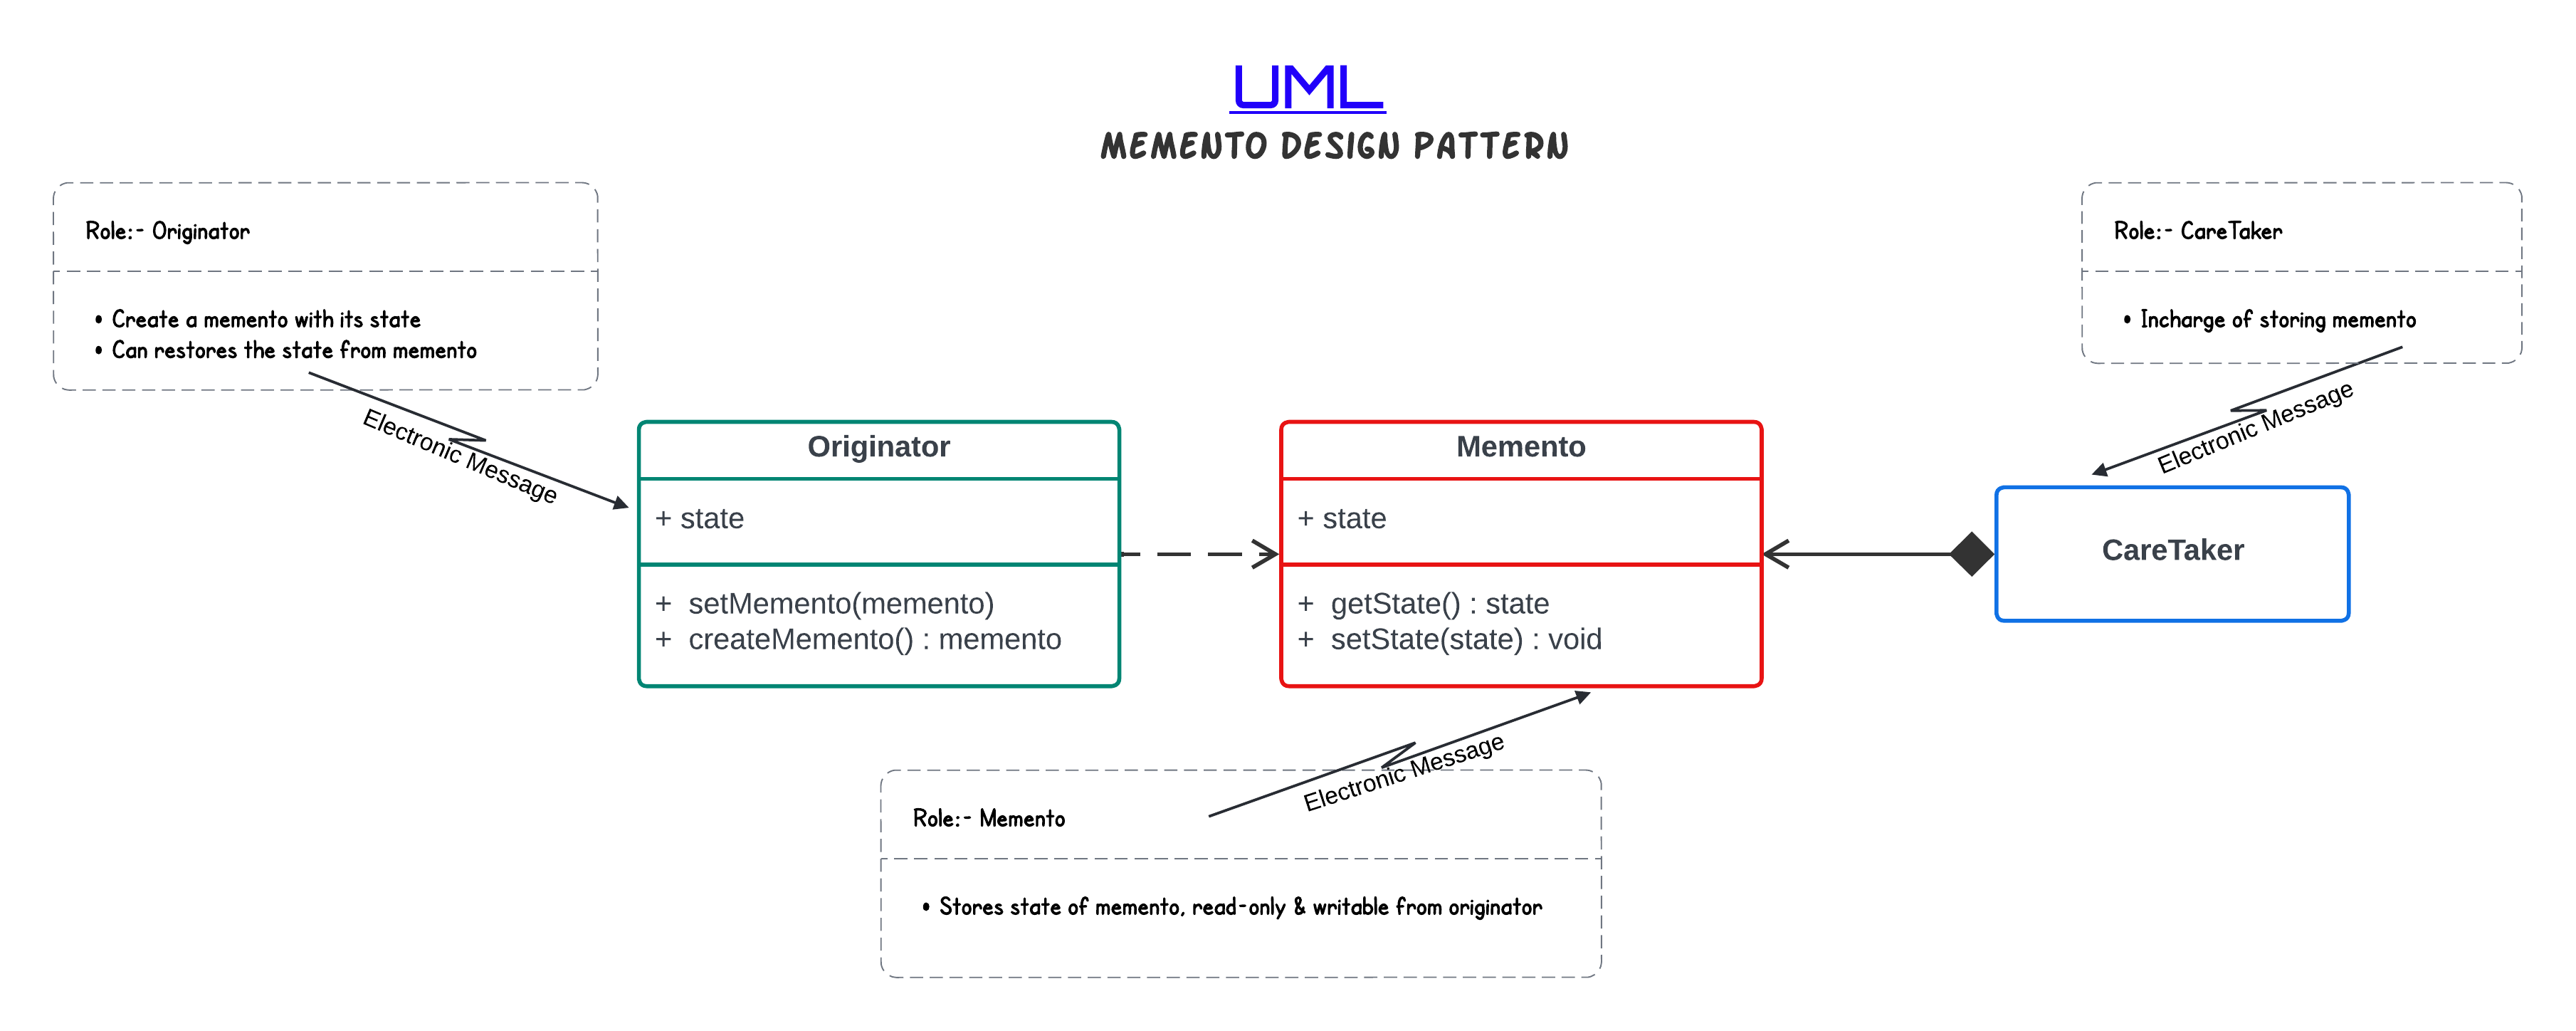 UML
MEMENTO DESIGN PATTERN
Role:- Originator
• Create a memento with its state
• Can restores the state from memento
Electronic Message
Role:- CareTaker
• Incharge of storing memento
Electronic Message
Originator
+ state
+ setMemento(memento)
+ createMemento() : memento
Memento
+ state
+ getState() : state
+ setState(state) : void
CareTaker
Electronic Message
Role:- Memento
• Stores state of memento, read-only & writable from originator